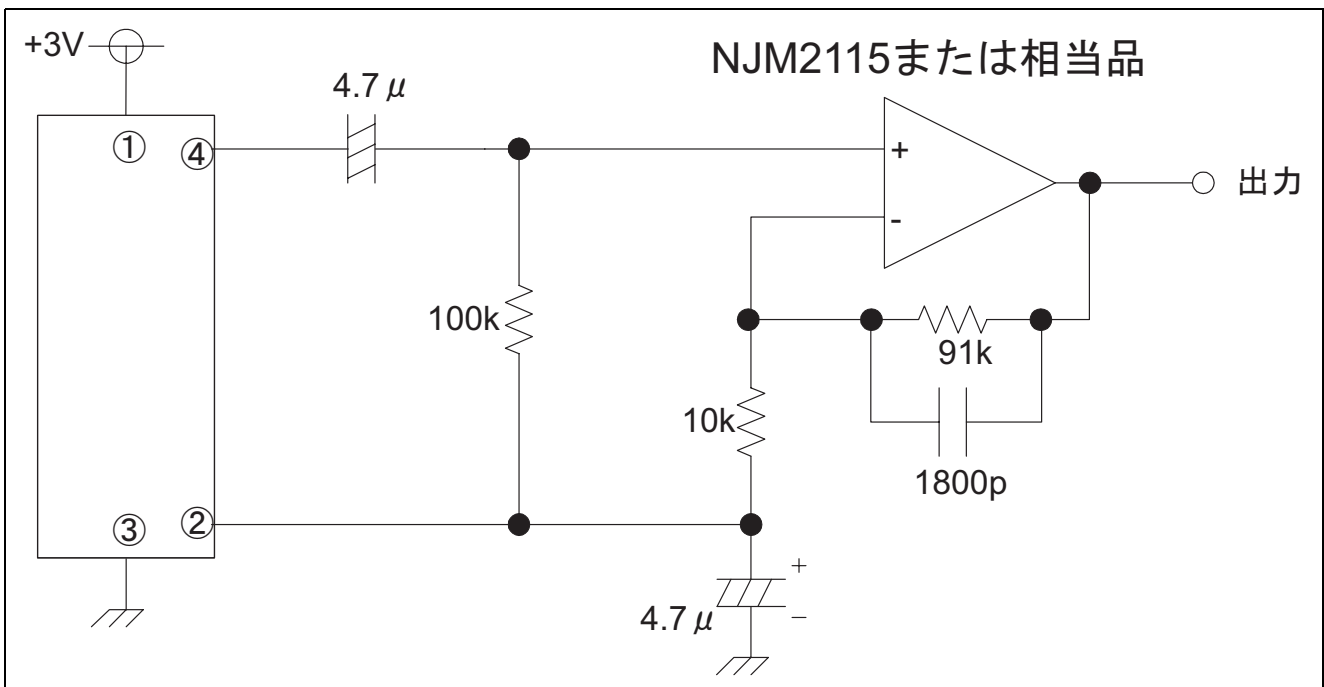 +3V
NJM2115または相当品
4.7μ
①
④
+
-
出力
100k
91k
10k
1800p
③
②
+
4.7μ
−